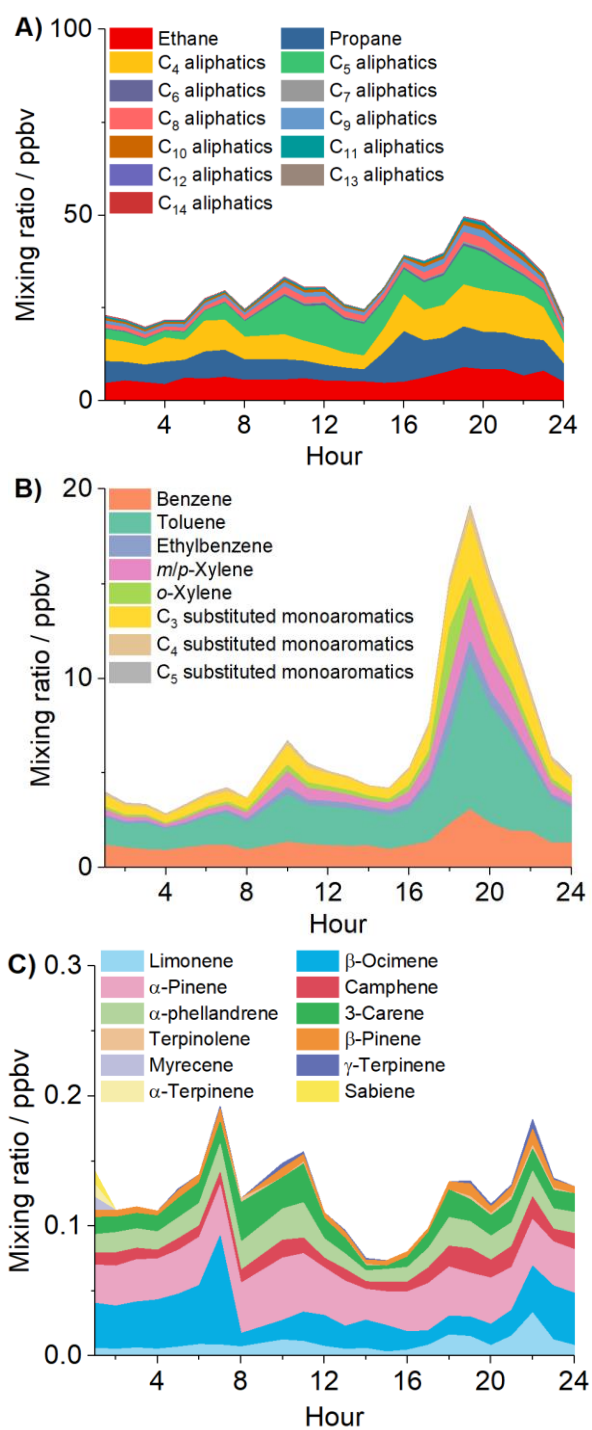 A)
100
Ethane Propane
C4 aliphatics C5 aliphatics
C6 aliphatics C7 aliphatics
C8 aliphatics C9 aliphatics
C10 aliphatics C11 aliphatics
C12 aliphatics C13 aliphatics
C14 aliphatics
50
0
Mixing ratio / ppbv
8 12 16 20 24
Hour
B)
20
Benzene
Toluene
Ethylbenzene
m/p-Xylene
o-Xylene
C3 substituted monoaromatics
C4 substituted monoaromatics
C5 substituted monoaromatics
10
0
Mixing ratio / ppbv
4 8 12 16 20 24
Hour
C)
0.3
Limonene β-Ocimene
α-Pinene Camphene
α-phellandrene 3-Carene
Terpinolene β-Pinene
Myrecene γ-Terpinene
α-Terpinene Sabiene
0.2
0.1
0.0
Mixing ratio / ppbv
4 8 12 16 20 24
Hour